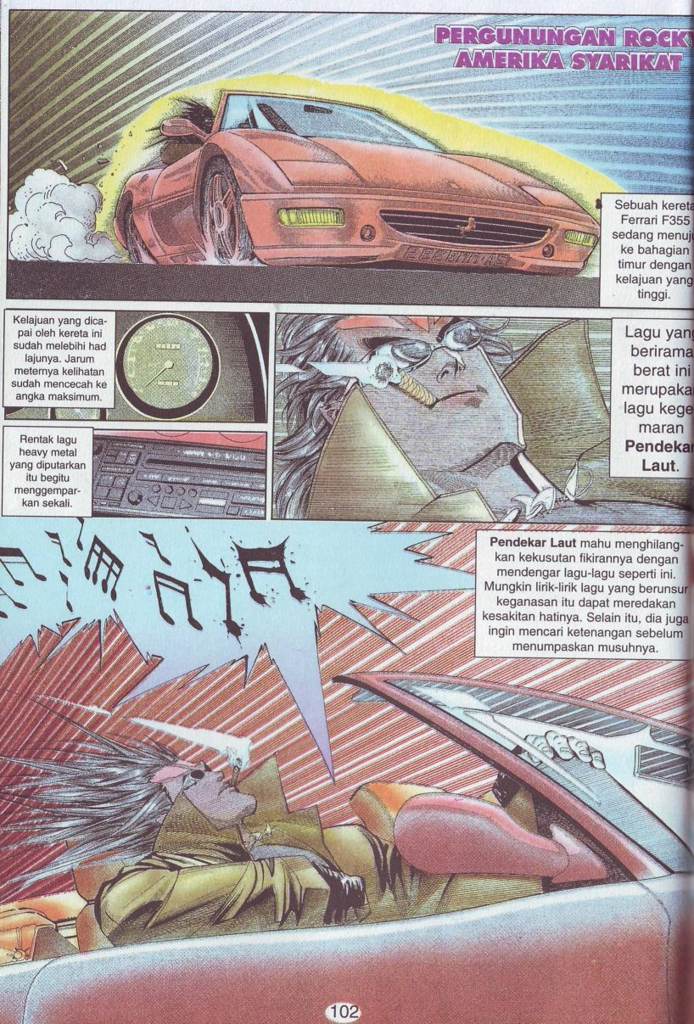 PERGUNUNGAN ROCKY
AMERIKA SYARIKAT
Sebuah kereta
Ferrari F355
sedang menuj
ke bahagian
timur dengan
kelajuan yang
tinggi.
Kelajuan yang dica-
pai oleh kereta ini
sudah melebihi had
lajunya. Jarum
meternya kelihatan
sudah mencecah ke
angka maksimum.
Rentak lagu
heavy metal
yang diputarkan
itu begitu
menggempar-
kan sekali.
Lagu yan
berirama
berat ini
merupaka
lagu kege
maran
Pendeka
Laut.
Pendekar Laut mahu menghilang-
kan kekusutan fikirannya dengan
mendengar lagu-lagu seperti ini.
Mungkin lirik-lirik lagu yang berunsur
keganasan itu dapat meredakan
kesakitan hatinya. Selain itu, dia juga
ingin mencari ketenangan sebelum
menumpaskan musuhnya.
102